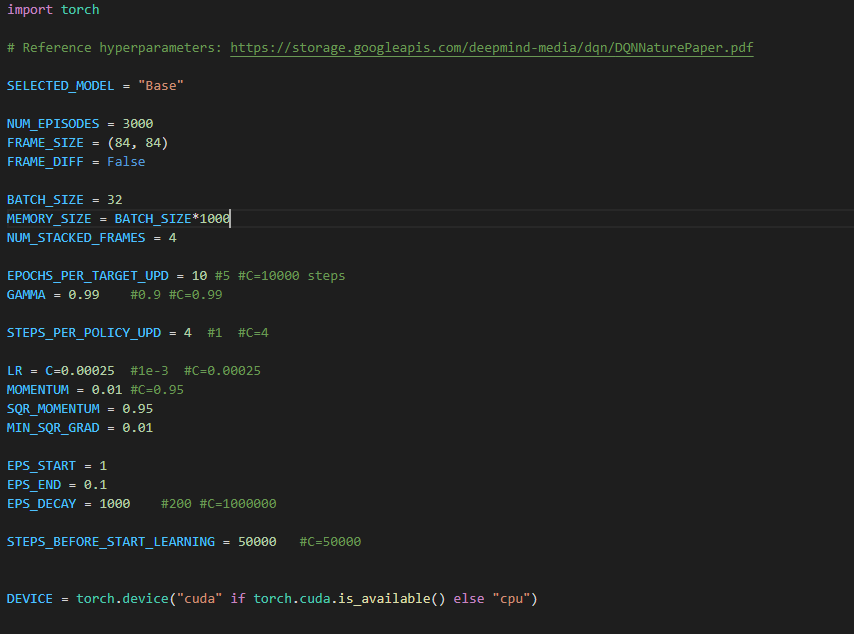 import torch
# Reference hyperparameters: https://storage.googleapis.com/deepmind-media/dqn/DQNNaturePaper.pdf
SELECTED_MODEL = "Base"
NUM_EPISODES = 3000
FRAME_SIZE = (84, 84)
FRAME_DIFF = False
BATCH_SIZE = 32
MEMORY_SIZE = BATCH_SIZE*1000
NUM_STACKED_FRAMES = 4
EPOCHS_PER_TARGET_UPD = 10 #5 #C=10000 steps
GAMMA = 0.99    #0.9 #C=0.99
STEPS_PER_POLICY_UPD = 4  #1  #C=4
LR = C=0.00025  #1e-3  #C=0.00025
MOMENTUM = 0.01 #C=0.95
SQR_MOMENTUM = 0.95
MIN_SQR_GRAD = 0.01
EPS_START = 1
EPS_END = 0.1
EPS_DECAY = 1000    #200 #C=1000000
STEPS_BEFORE_START_LEARNING = 50000   #C=50000
DEVICE = torch.device("cuda" if torch.cuda.is_available() else "cpu")